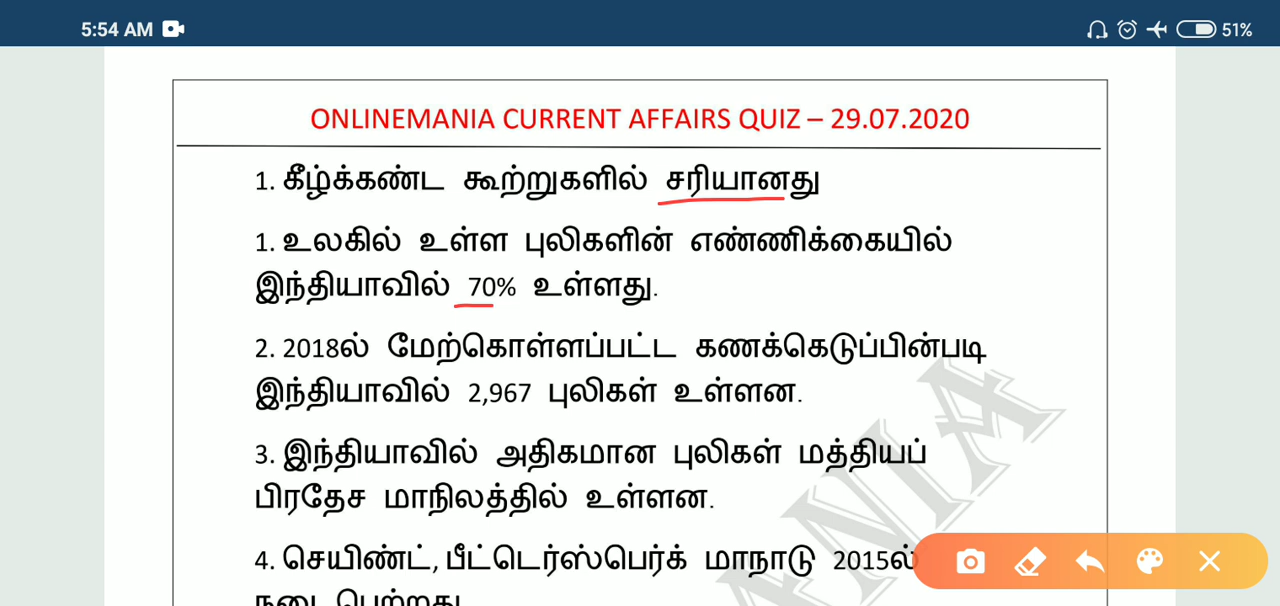 5:54 AM
51%
ONLINEMANIA CURRENT AFFAIRS QUIZ – 29.07.2020
1. கீழ்க்கண்ட கூற்றுகளில் சரியானது
1. உலகில் உள்ள புலிகளின் எண்ணிக்கையில்
இந்தியாவில் 70% உள்ளது.
2. 2018ல் மேற்கொள்ளப்பட்ட கணக்கெடுப்பின்படி
இந்தியாவில் 2,967 புலிகள் உள்ளன.
3. இந்தியாவில் அதிகமான புலிகள் மத்தியப்
பிரதேச மாநிலத்தில் உள்ளன.
4. செயிண்ட், பீட்டெர்ஸ்பெர்க் மாநாடு 2015ல்